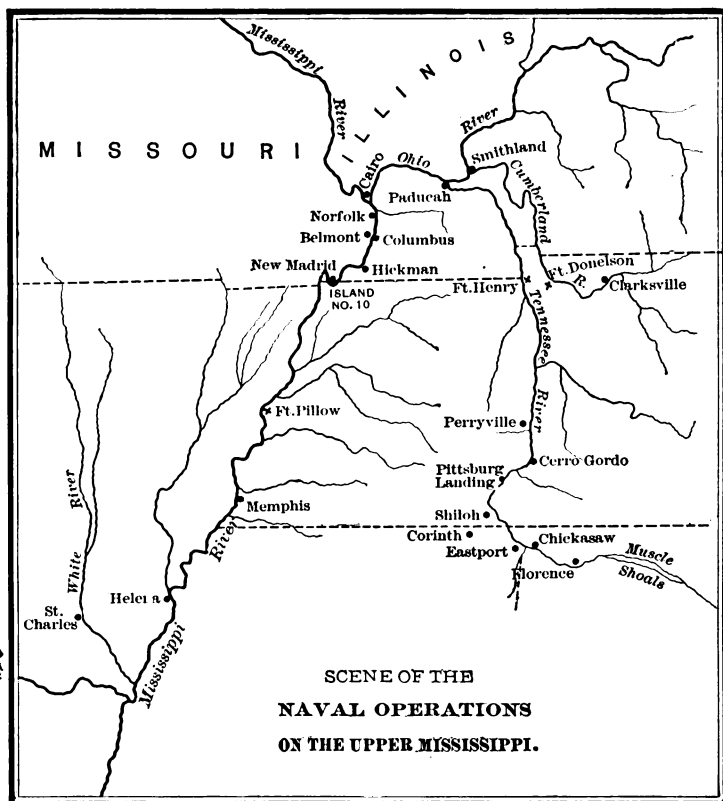 Mississippi
River
ILLINOIS
MISSOURI
Ohio
River
Smithland
Cairo
Paducah
Cumberland
R.
Norfolk
Belmont
Columbus
New Madrid
Hickman
ISLAND
NO. 10
Ft. Henry
Ft. Donelson
Clarksville
Tennessee
River
Ft. Pillow
Perryville
Cerro Gordo
Pittsburg
Landing
Memphis
Shiloh
Corinth
Chickasaw
Eastport
Florence
Muscle
Shoals
White River
Helena
St.
Charles
Mississippi
River
SCENE OF THE
NAVAL OPERATIONS
ON THE UPPER MISSISSIPPI.